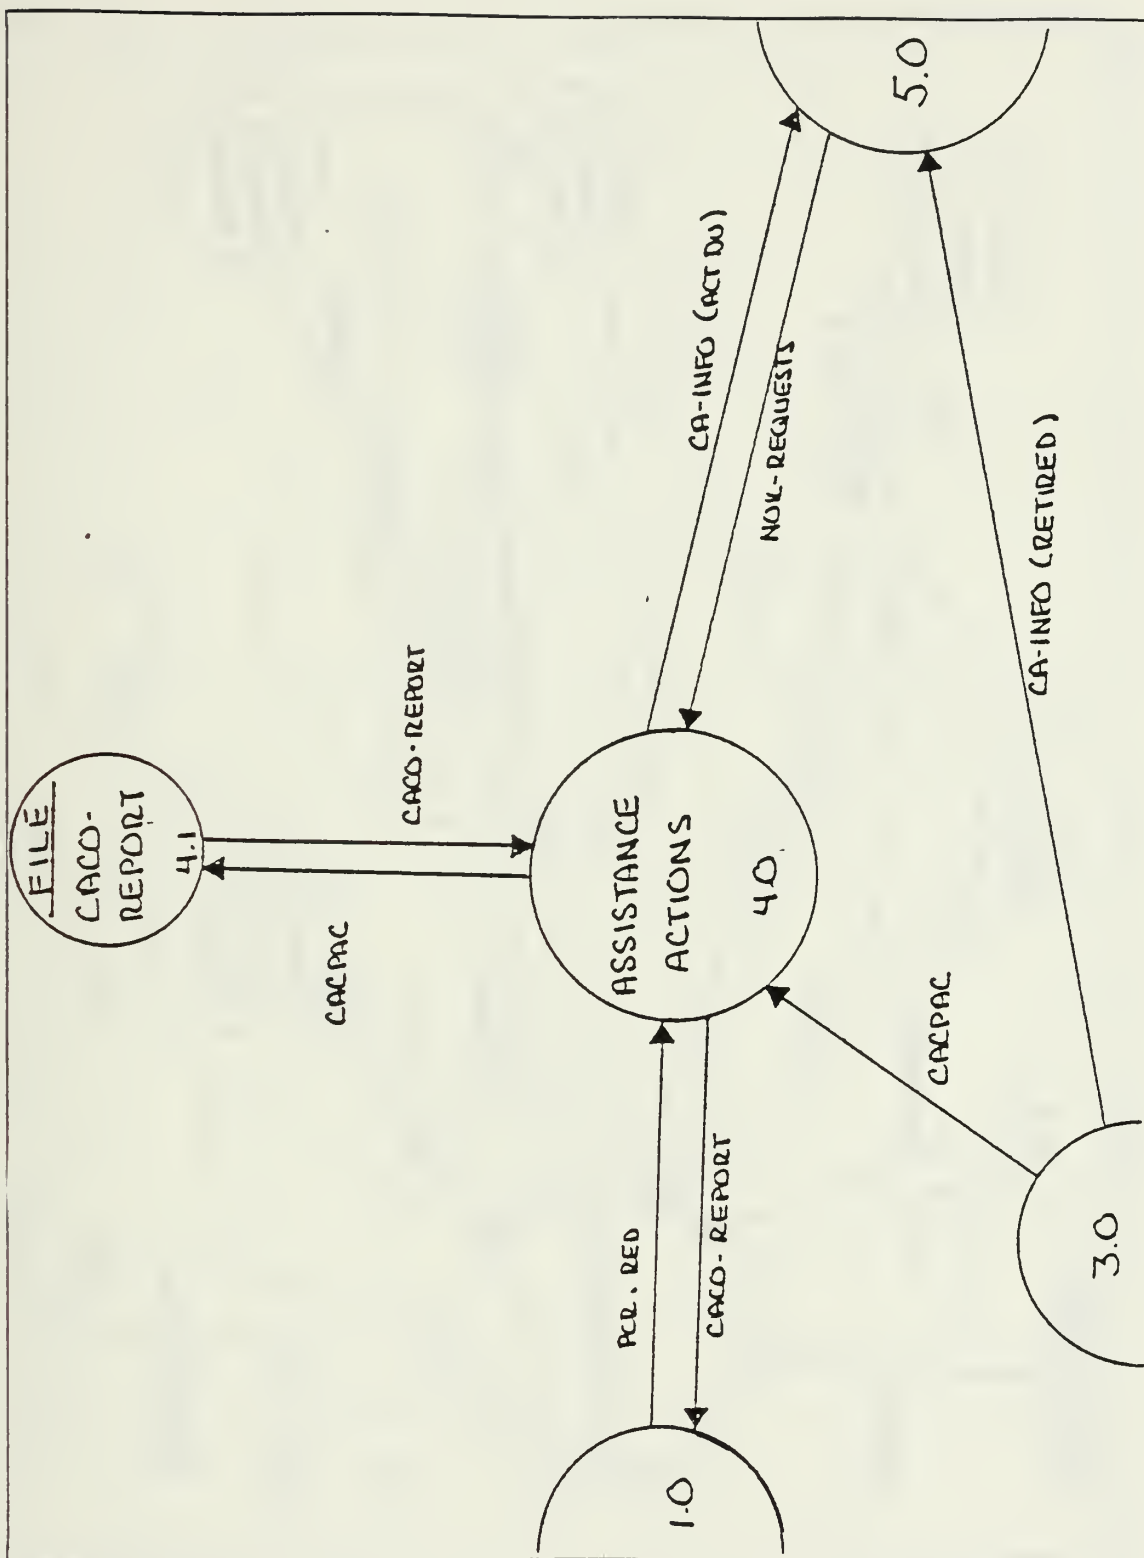 FILE
CACO-
REPORT
4.1
CACPAC
CACO-REPORT
ASSISTANCE
ACTIONS
4.0
PCR.RED
CACO-REPORT
1.0
CA-INFO (ACT DU)
NOK-REQUESTS
5.0
CACPAC
CA-INFO (RETIRED)
3.0